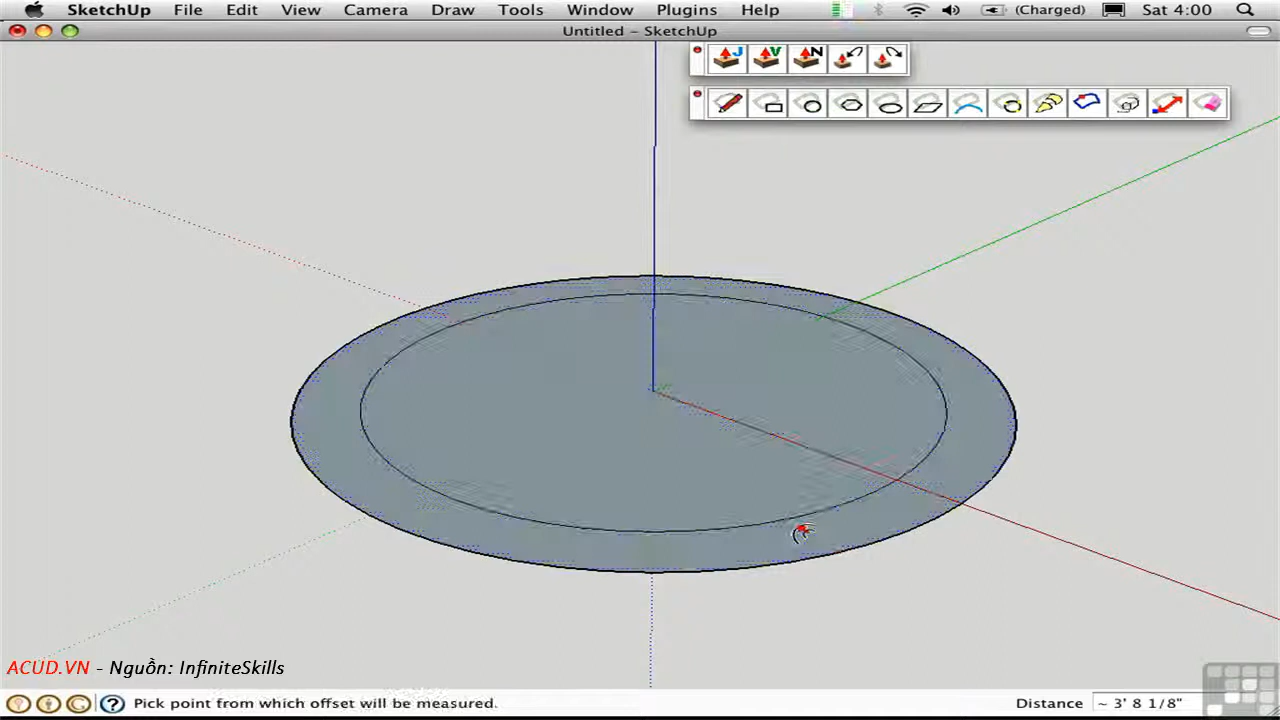 SketchUp File Edit View Camera Draw Tools Window Plugins Help (Charged) Sat 4:00
Untitled – SketchUp
J V N
ACUD.VN - Nguồn: InfiniteSkills
Pick point from which offset will be measured. Distance ~ 3' 8 1/8"